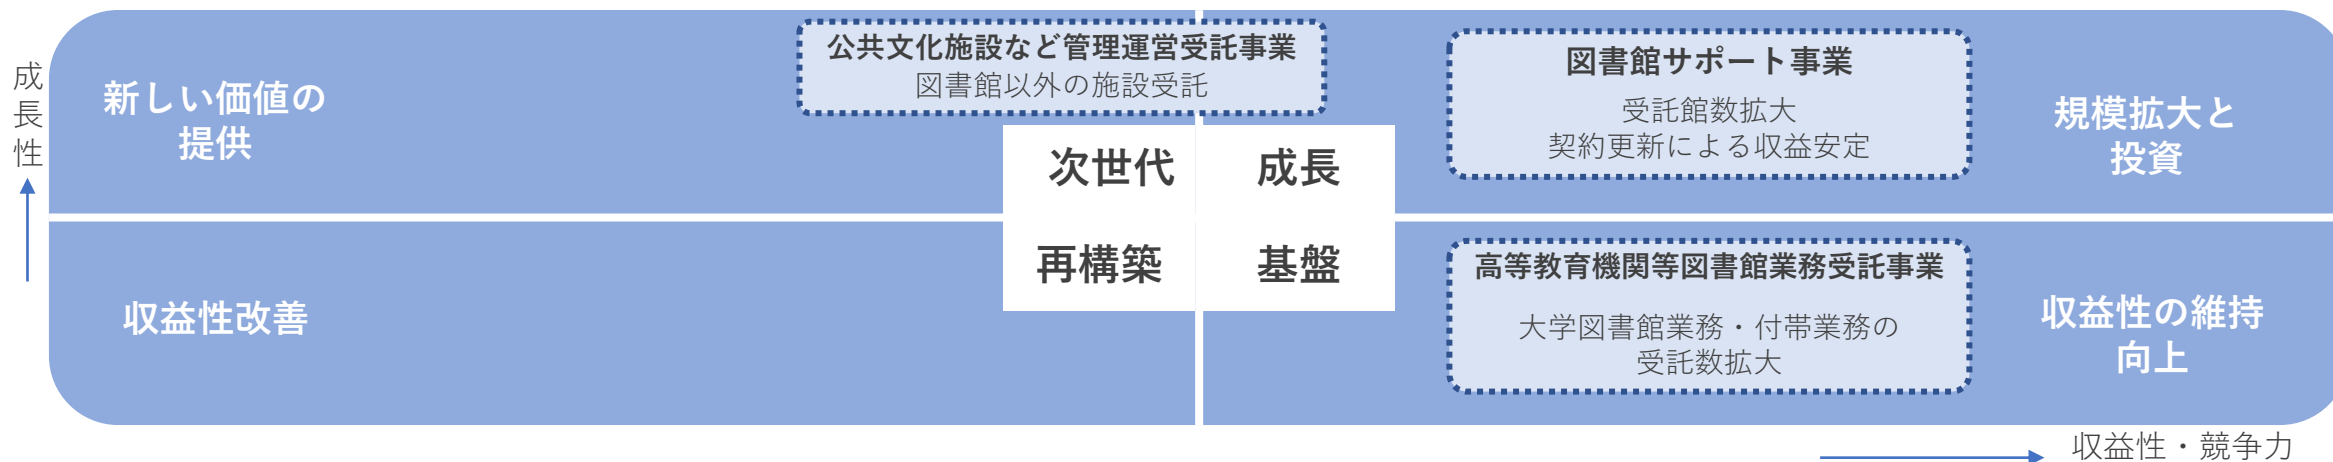 成長性
新しい価値の
提供
公共文化施設など管理運営受託事業
図書館以外の施設受託
図書館サポート事業
受託館数拡大
契約更新による収益安定
規模拡大と
投資
次世代
成長
再構築
基盤
収益性改善
高等教育機関等図書館業務受託事業
大学図書館業務・付帯業務の
受託数拡大
収益性の維持
向上
収益性・競争力